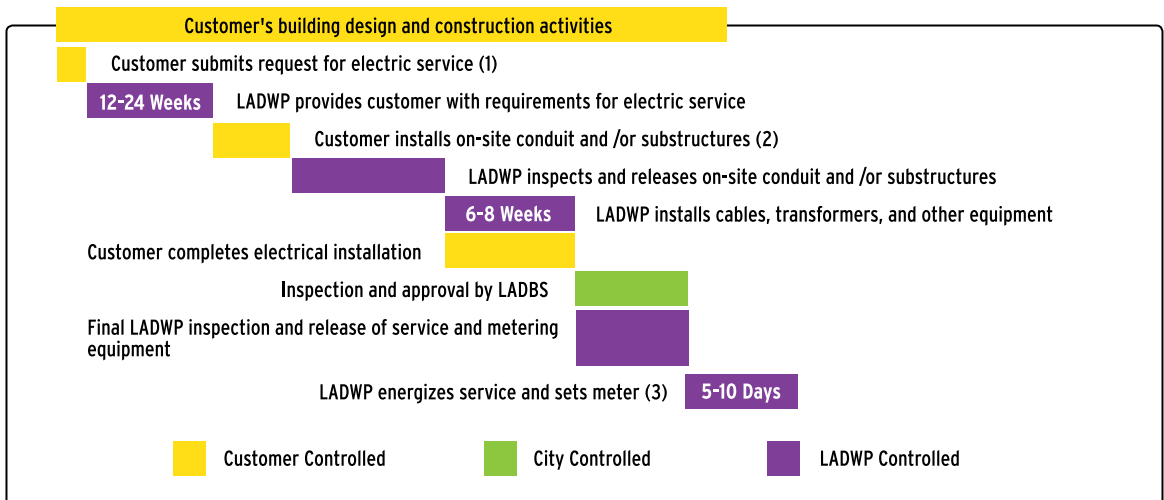 Customer's building design and construction activities
Customer submits request for electric service (1)
12-24 Weeks LADWP provides customer with requirements for electric service
Customer installs on-site conduit and /or substructures (2)
LADWP inspects and releases on-site conduit and /or substructures
6-8 Weeks LADWP installs cables, transformers, and other equipment
Customer completes electrical installation
Inspection and approval by LADBS
Final LADWP inspection and release of service and metering
equipment
LADWP energizes service and sets meter (3) 5-10 Days
Customer Controlled City Controlled LADWP Controlled